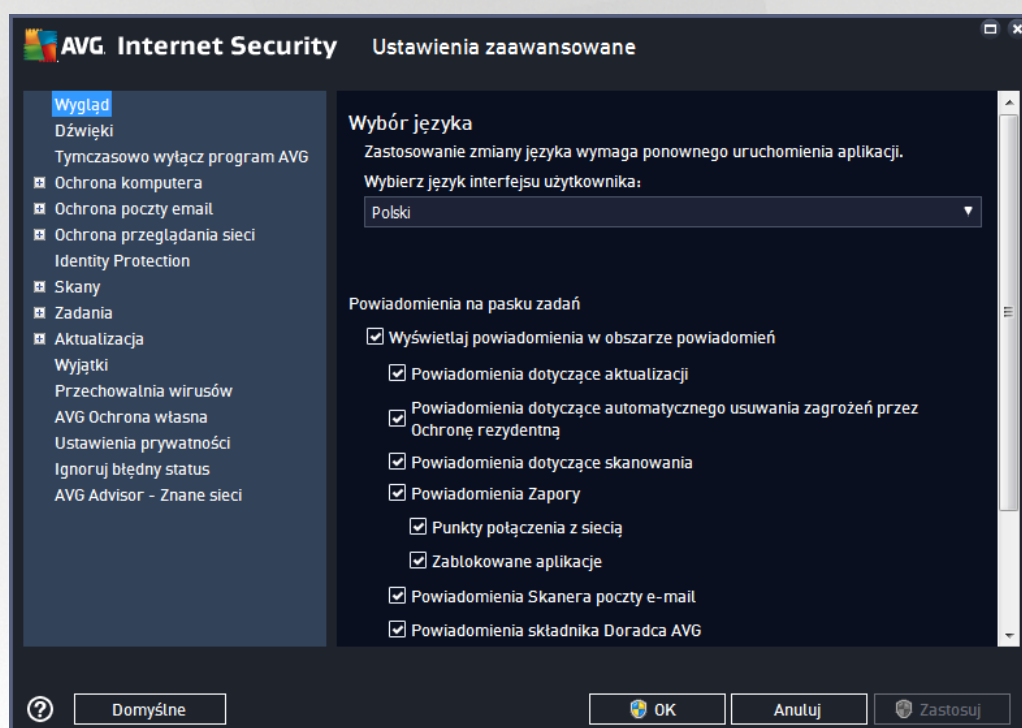 AVG. Internet Security Ustawienia zaawansowane
Wygląd
Dźwięki
Tymczasowo wyłącz program AVG
Ochrona komputera
Ochrona poczty email
Ochrona przeglądania sieci
Identity Protection
Skany
Zadania
Aktualizacja
Wyjątki
Przechowalnia wirusów
AVG Ochrona własna
Ustawienia prywatności
Ignoruj błędny status
AVG Advisor - Znane sieci
Wybór języka
Zastosowanie zmiany języka wymaga ponownego uruchomienia aplikacji.
Wybierz język interfejsu użytkownika:
Polski
Powiadomienia na pasku zadań
Wyświetlaj powiadomienia w obszarze powiadomień
Powiadomienia dotyczące aktualizacji
Powiadomienia dotyczące automatycznego usuwania zagrożeń przez
Ochronę rezydentną
Powiadomienia dotyczące skanowania
Powiadomienia Zapory
Punkty połączenia z siecią
Zablokowane aplikacje
Powiadomienia Skanera poczty e-mail
Powiadomienia składnika Doradca AVG
? Domyślne OK Anuluj Zastosuj